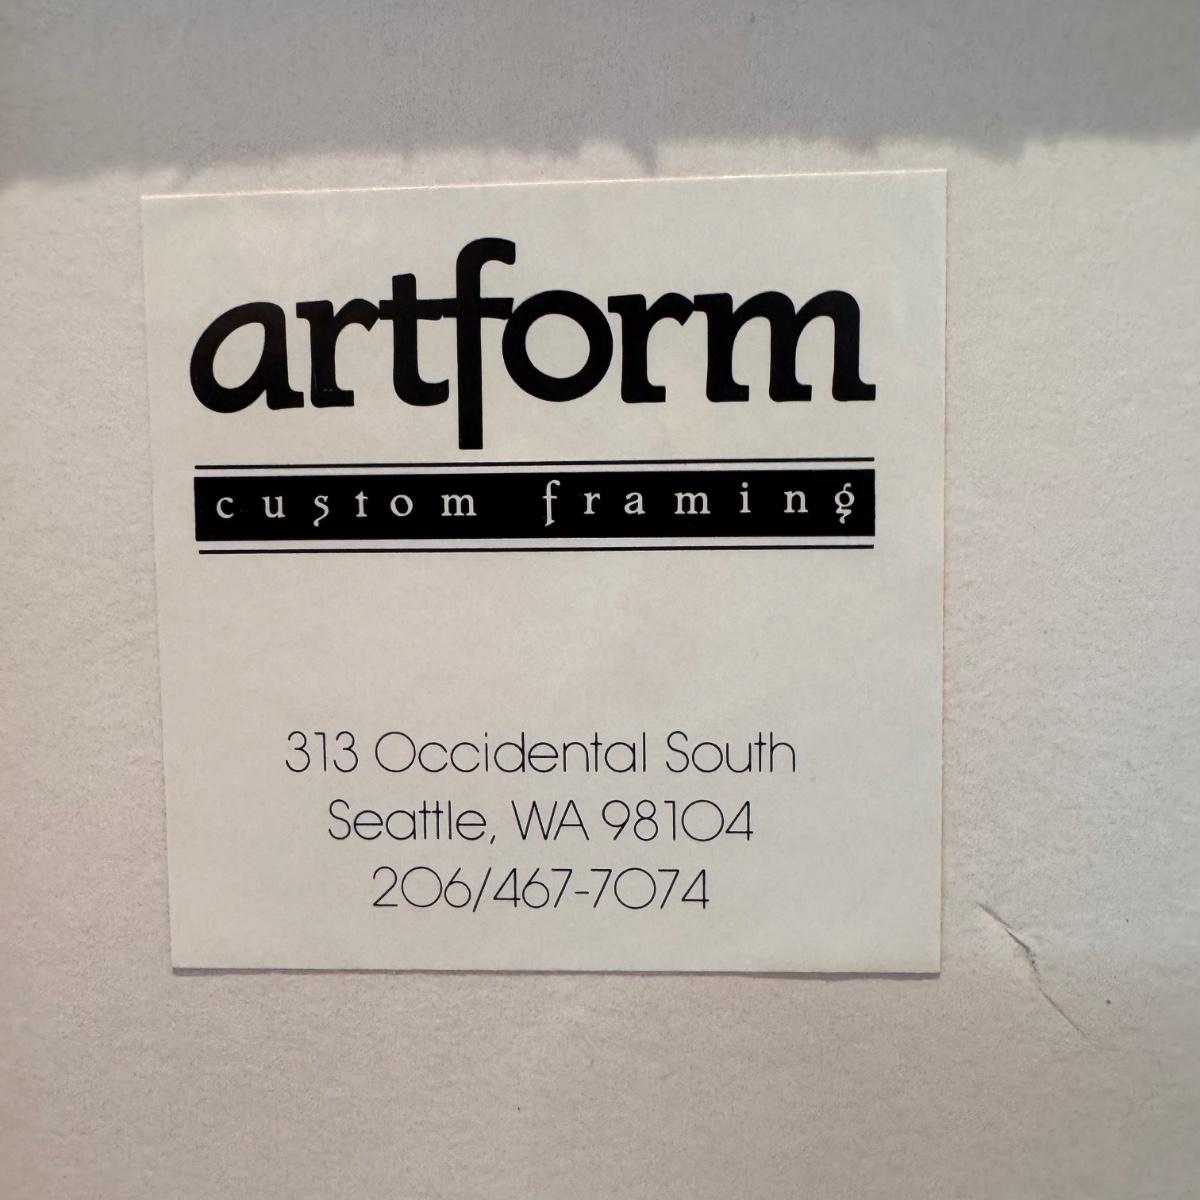 artform
custom framing
313 Occidental South
Seattle, WA 98104
206/467-7074